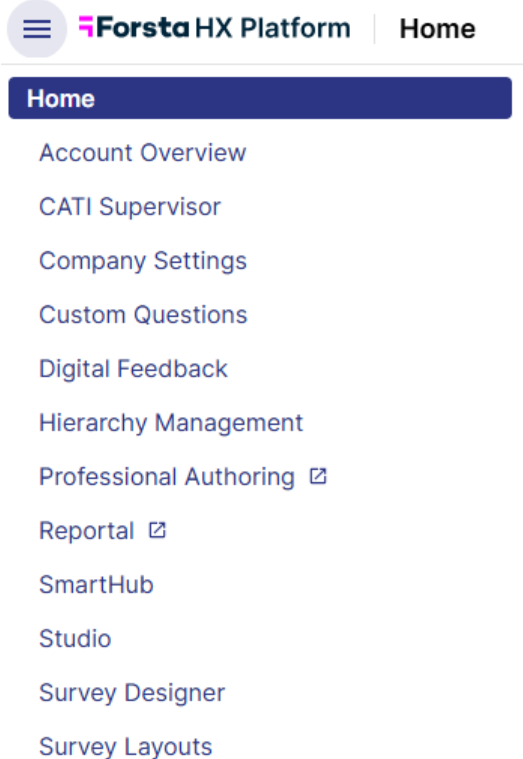 Forsta HX Platform Home
Home
Account Overview
CATI Supervisor
Company Settings
Custom Questions
Digital Feedback
Hierarchy Management
Professional Authoring
Reportal
SmartHub
Studio
Survey Designer
Survey Layouts